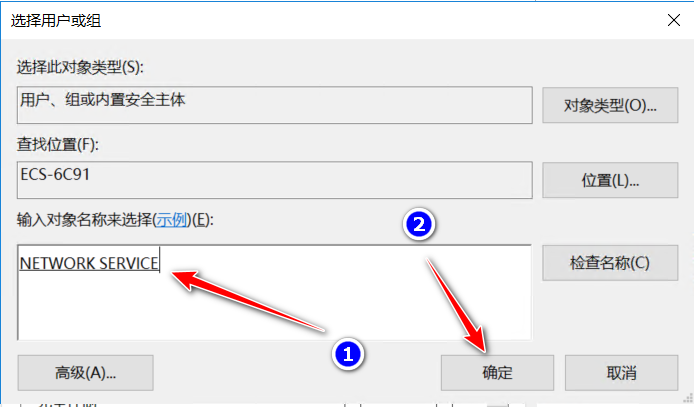 选择用户或组
选择此对象类型(S):
用户、组或内置安全主体
对象类型(O)...
查找位置(F):
ECS-6C91
位置(L)...
输入对象名称来选择(示例)(E):
2
NETWORK SERVICE
检查名称(C)
1
高级(A)...
确定
取消